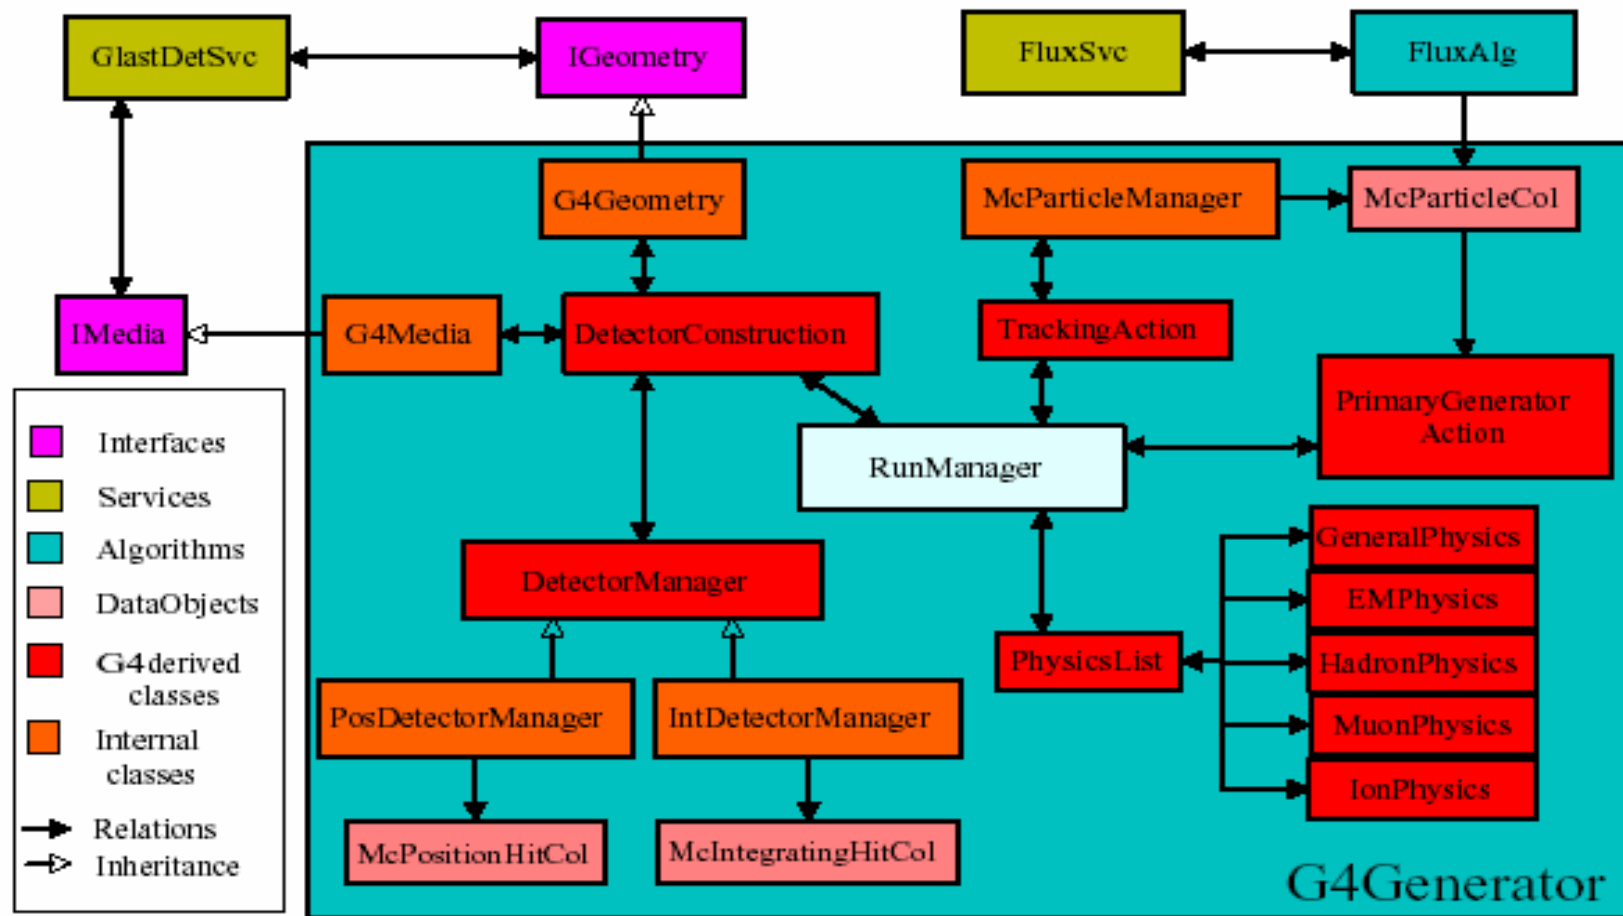 GlastDetSvc
IGeometry
FluxSvc
FluxAlg
G4Geometry
McParticleManager
McParticleCol
IMedia
G4Media
DetectorConstruction
TrackingAction
PrimaryGenerator
Action
RunManager
Interfaces
Services
Algorithms
DataObjects
G4derived
classes
Internal
classes
Relations
Inheritance
DetectorManager
PhysicsList
GeneralPhysics
EMPhysics
HadronPhysics
MuonPhysics
IonPhysics
PosDetectorManager
IntDetectorManager
McPositionHitCol
McIntegratingHitCol
G4Generator